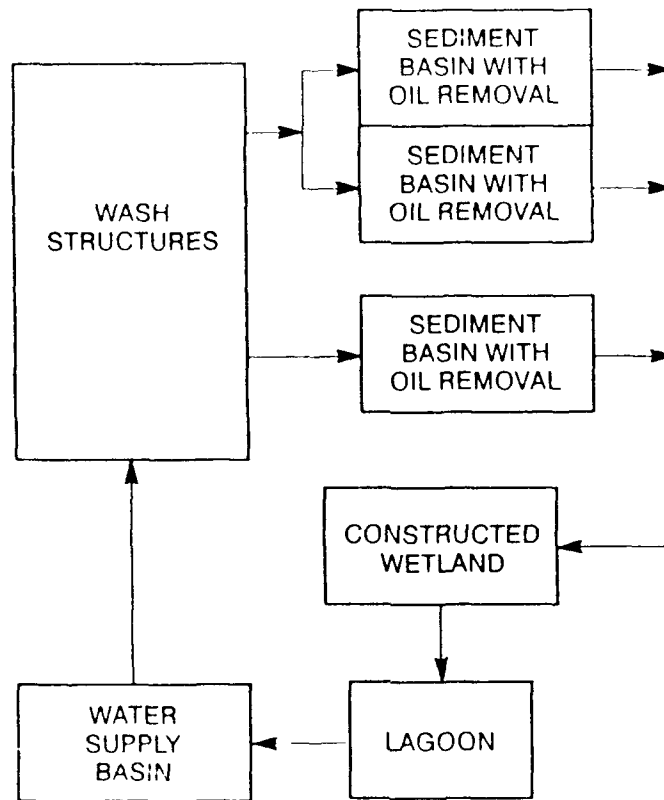 SEDIMENT
BASIN WITH
OIL REMOVAL
SEDIMENT
BASIN WITH
OIL REMOVAL
WASH
STRUCTURES
SEDIMENT
BASIN WITH
OIL REMOVAL
CONSTRUCTED
WETLAND
WATER
SUPPLY
BASIN
LAGOON